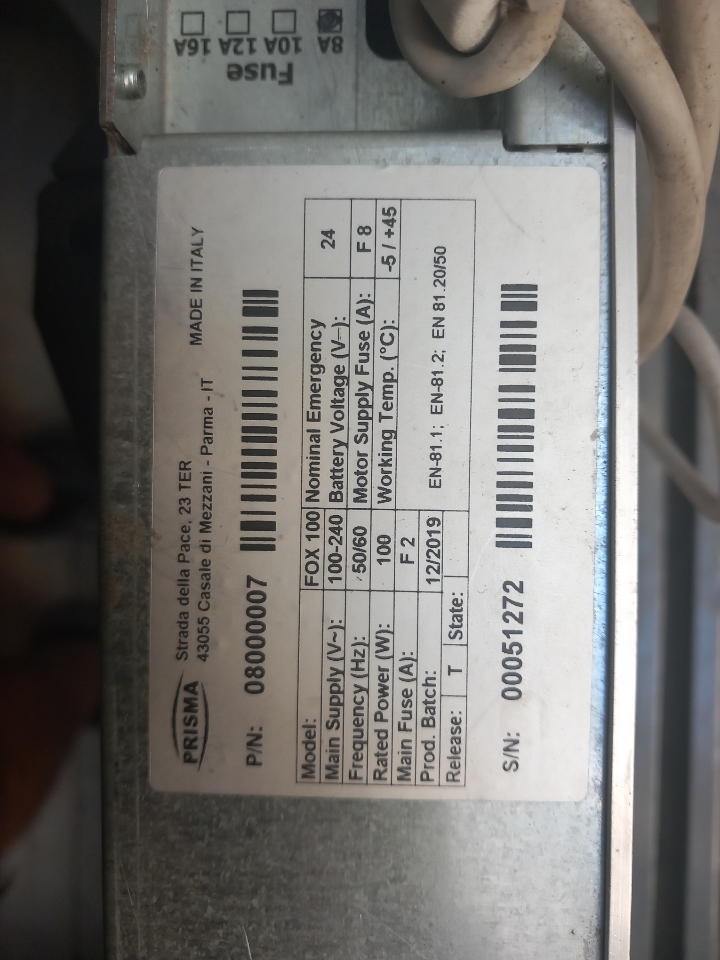 Fuse
8A 10A 12A 16A
PRISMA
Strada della Pace, 23 TER
43055 Casale di Mezzani - Parma - IT MADE IN ITALY
P/N: 08000007
Model: FOX 100 Nominal Emergency
Main Supply (V~): 100-240 Battery Voltage (V⎓): 24
Frequency (Hz): 50/60 Motor Supply Fuse (A): F 8
Rated Power (W): 100 Working Temp. (°C): -5 / +45
Main Fuse (A): F 2
Prod. Batch: 12/2019 EN-81.1; EN-81.2; EN 81.20/50
Release: T State:
S/N: 00051272